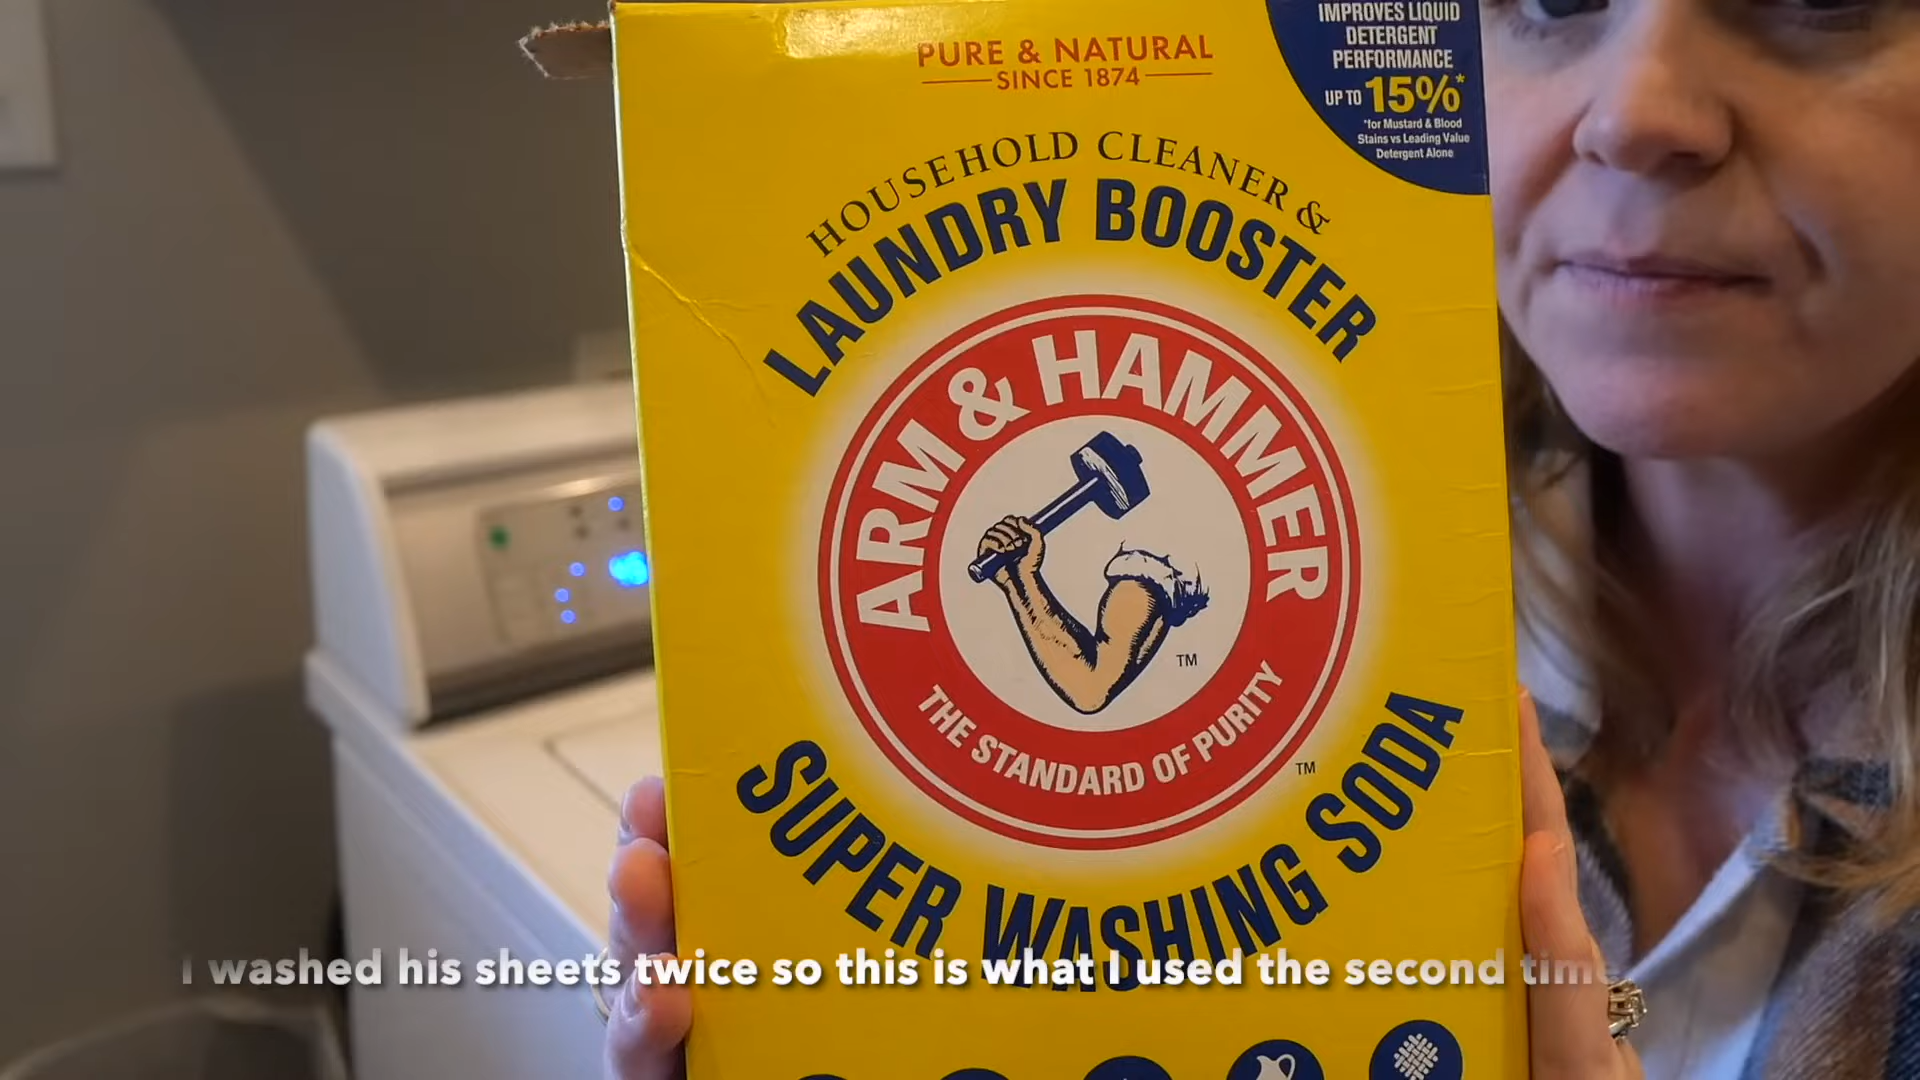 PURE & NATURAL
SINCE 1874
IMPROVES LIQUID
DETERGENT
PERFORMANCE
UP TO 15%*
*for Mustard & Blood
Stains vs Leading Value
Detergent Alone
HOUSEHOLD CLEANER &
LAUNDRY BOOSTER
ARM & HAMMER
TM
THE STANDARD OF PURITY
TM
SUPER WASHING SODA
I washed his sheets twice so this is what I used the second time